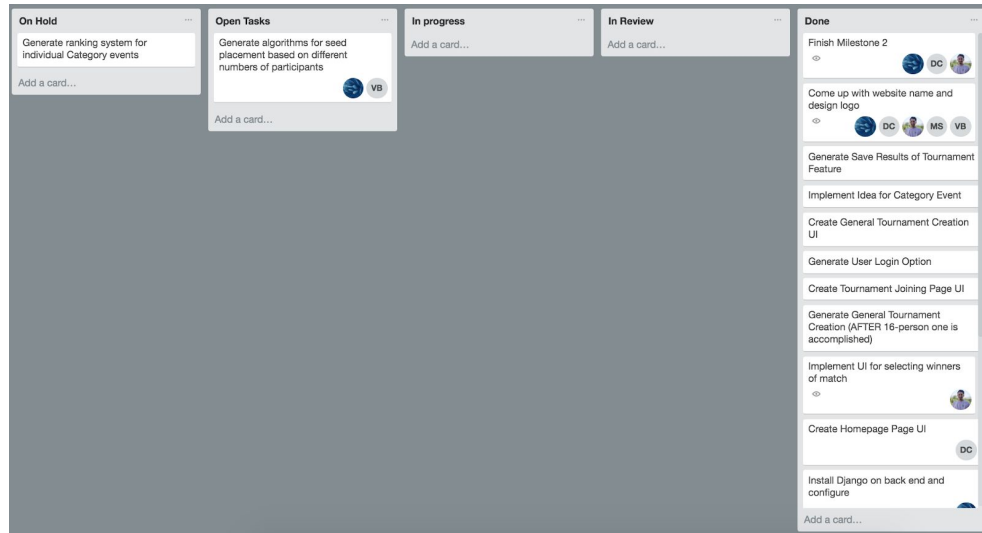 On Hold
Generate ranking system for
individual Category events
Add a card...
Open Tasks
Generate algorithms for seed
placement based on different
numbers of participants
VB
Add a card...
In progress
Add a card...
In Review
Add a card...
Done
Finish Milestone 2
DC
Come up with website name and
design logo
DC MS VB
Generate Save Results of Tournament
Feature
Implement Idea for Category Event
Create General Tournament Creation
UI
Generate User Login Option
Create Tournament Joining Page UI
Generate General Tournament
Creation (AFTER 16-person one is
accomplished)
Implement UI for selecting winners
of match
Create Homepage Page UI
DC
Install Django on back end and
configure
Add a card...